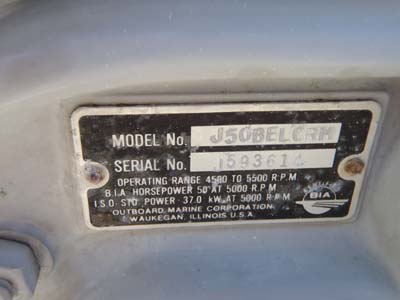 MODEL No. J50BELCRM
SERIAL No.
OPERATING RANGE 4500 TO 5500 R.P.M.
B.I.A. HORSEPOWER 50 AT 5000 R.P.M.
I.S.O. STD. POWER 37.0 kW AT 5000 R.P.M
OUTBOARD MARINE CORPORATION
WAUKEGAN, ILLINOIS U.S.A.
CERTIFIED
BIA